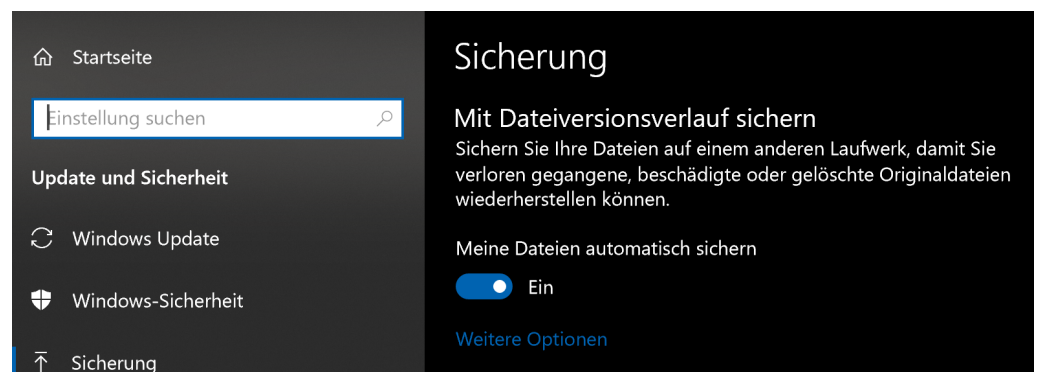 Startseite
Einstellung suchen
Update und Sicherheit
Windows Update
Windows-Sicherheit
Sicherung
Sicherung
Mit Dateiversionsverlauf sichern
Sichern Sie Ihre Dateien auf einem anderen Laufwerk, damit Sie
verloren gegangene, beschädigte oder gelöschte Originaldateien
wiederherstellen können.
Meine Dateien automatisch sichern
Ein
Weitere Optionen